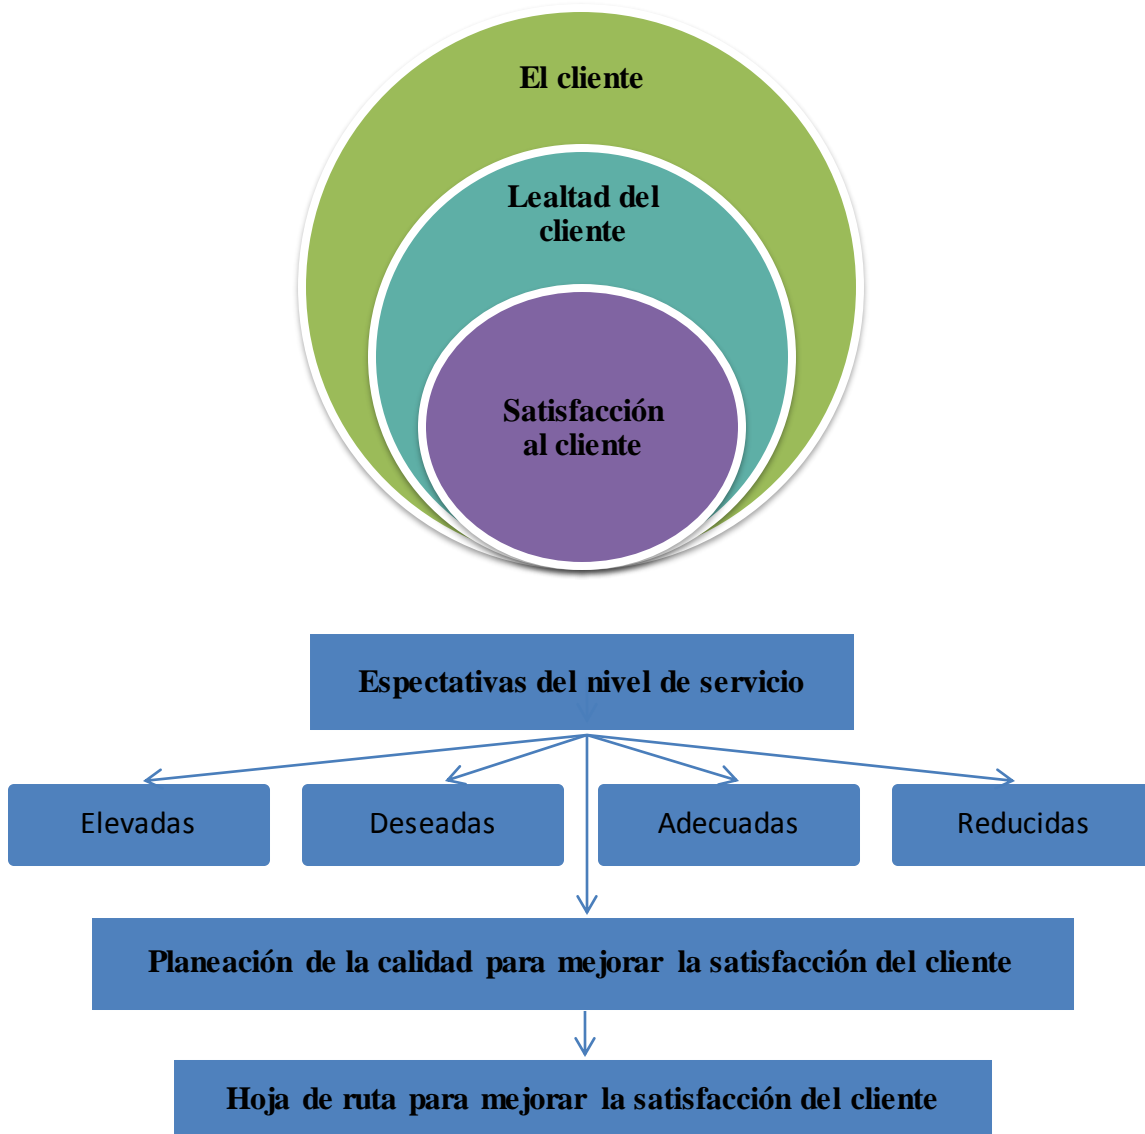 El cliente
Lealtad del
cliente
Satisfacción
al cliente
Espectativas del nivel de servicio
Elevadas
Deseadas
Adecuadas
Reducidas
Planeación de la calidad para mejorar la satisfacción del cliente
Hoja de ruta para mejorar la satisfacción del cliente